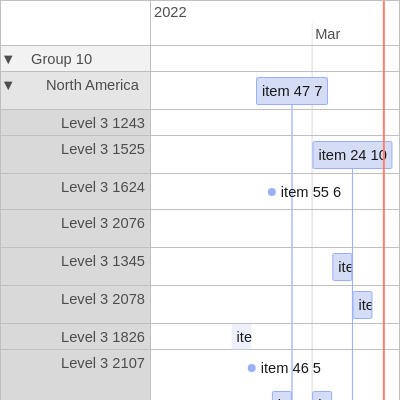 2022
Mar
▼ Group 10
▼ North America
item 47 7
Level 3 1243
Level 3 1525
item 24 10
Level 3 1624
item 55 6
Level 3 2076
Level 3 1345
ite
Level 3 2078
ite
Level 3 1826
ite
Level 3 2107
item 46 5